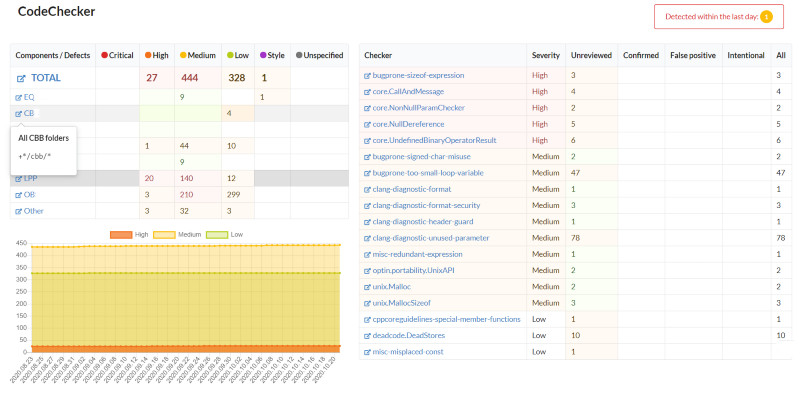 CodeChecker
Detected within the last day: 1
Components / Defects Critical High Medium Low Style Unspecified
TOTAL 27 444 328 1
EQ 9 1
CB 4
All CBB folders
+*/cbb/*
1 44 10
9
LPP 20 140 12
OB 3 210 299
Other 3 32 3
High Medium Low
450
400
350
300
250
200
150
100
50
0
2020.08.23 2020.08.25 2020.08.27 2020.08.29 2020.08.31 2020.09.02 2020.09.04 2020.09.06 2020.09.08 2020.09.10 2020.09.12 2020.09.14 2020.09.16 2020.09.18 2020.09.20 2020.09.22 2020.09.24 2020.09.26 2020.09.28 2020.09.30 2020.10.02 2020.10.04 2020.10.06 2020.10.08 2020.10.10 2020.10.12 2020.10.14 2020.10.16 2020.10.18 2020.10.20
Checker Severity Unreviewed Confirmed False positive Intentional All
bugprone-sizeof-expression High 3 3
core.CallAndMessage High 4 4
core.NonNullParamChecker High 2 2
core.NullDereference High 5 5
core.UndefinedBinaryOperatorResult High 6 6
bugprone-signed-char-misuse Medium 2 2
bugprone-too-small-loop-variable Medium 47 47
clang-diagnostic-format Medium 1 1
clang-diagnostic-format-security Medium 3 3
clang-diagnostic-header-guard Medium 1 1
clang-diagnostic-unused-parameter Medium 78 78
misc-redundant-expression Medium 1 1
optin.portability.UnixAPI Medium 2 2
unix.Malloc Medium 2 2
unix.MallocSizeof Medium 3 3
cppcoreguidelines-special-member-functions Low 1 1
deadcode.DeadStores Low 10 10
misc-misplaced-const Low 1 1